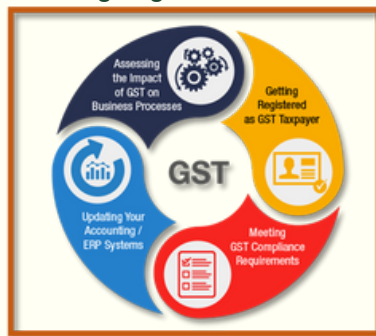 Assessing
the Impact
of GST on
Business Processes
Getting
Registered
as GST Taxpayer
GST
Updating Your
Accounting /
ERP Systems
Meeting
GST Compliance
Requirements